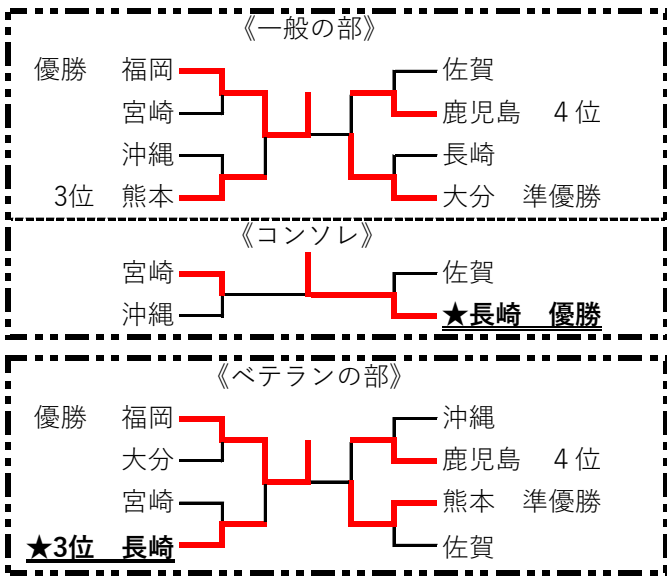 《一般の部》
優勝　福岡
佐賀
宮崎
鹿児島　４位
沖縄
長崎
3位　熊本
大分　準優勝
《コンソレ》
宮崎
佐賀
沖縄
★長崎　優勝
《ベテランの部》
優勝　福岡
沖縄
大分
鹿児島　４位
宮崎
熊本　準優勝
★3位　長崎
佐賀